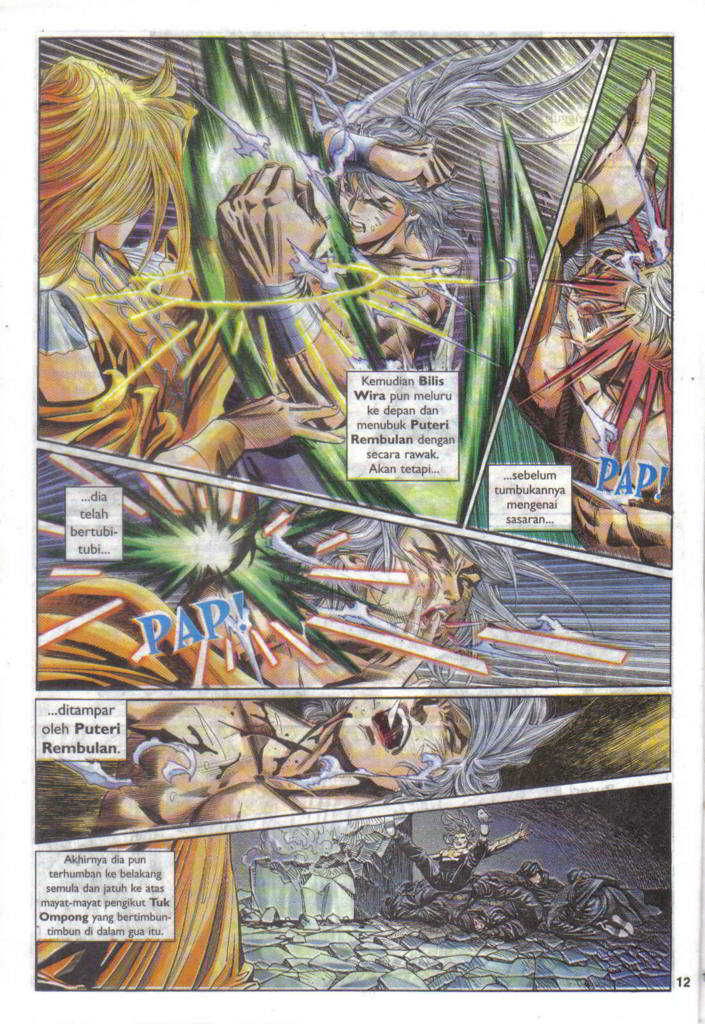 Kemudian Bilis
Wira pun meluru
ke depan dan
menubuk Puteri
Rembulan dengan
secara rawak.
Akan tetapi...
...sebelum
tumbukannya
mengenai
sasaran...
PAP!
...dia
telah
bertubi-
tubi...
PAP!
...ditampar
oleh Puteri
Rembulan.
Akhirnya dia pun
terhumban ke belakang
semula dan jatuh ke atas
mayat-mayat pengikut Tuk
Ompong yang bertimbun-
timbun di dalam gua itu.
12